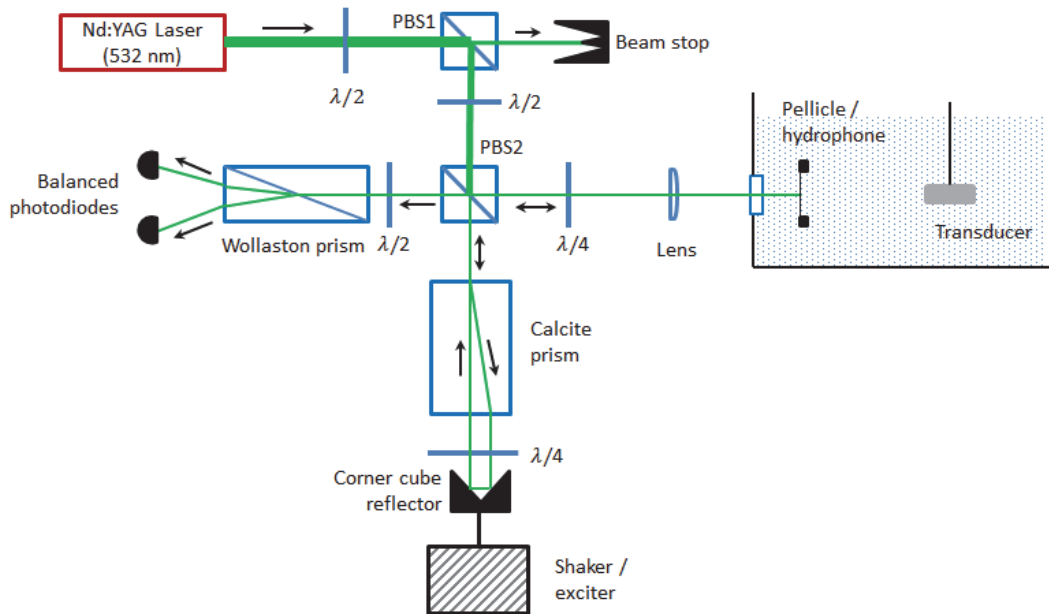 Nd:YAG Laser
(532 nm)
λ/2
PBS1
Beam stop
λ/2
PBS2
Pellicle /
hydrophone
Balanced
photodiodes
Wollaston prism
λ/2
λ/4
Lens
Transducer
Calcite
prism
λ/4
Corner cube
reflector
Shaker /
exciter